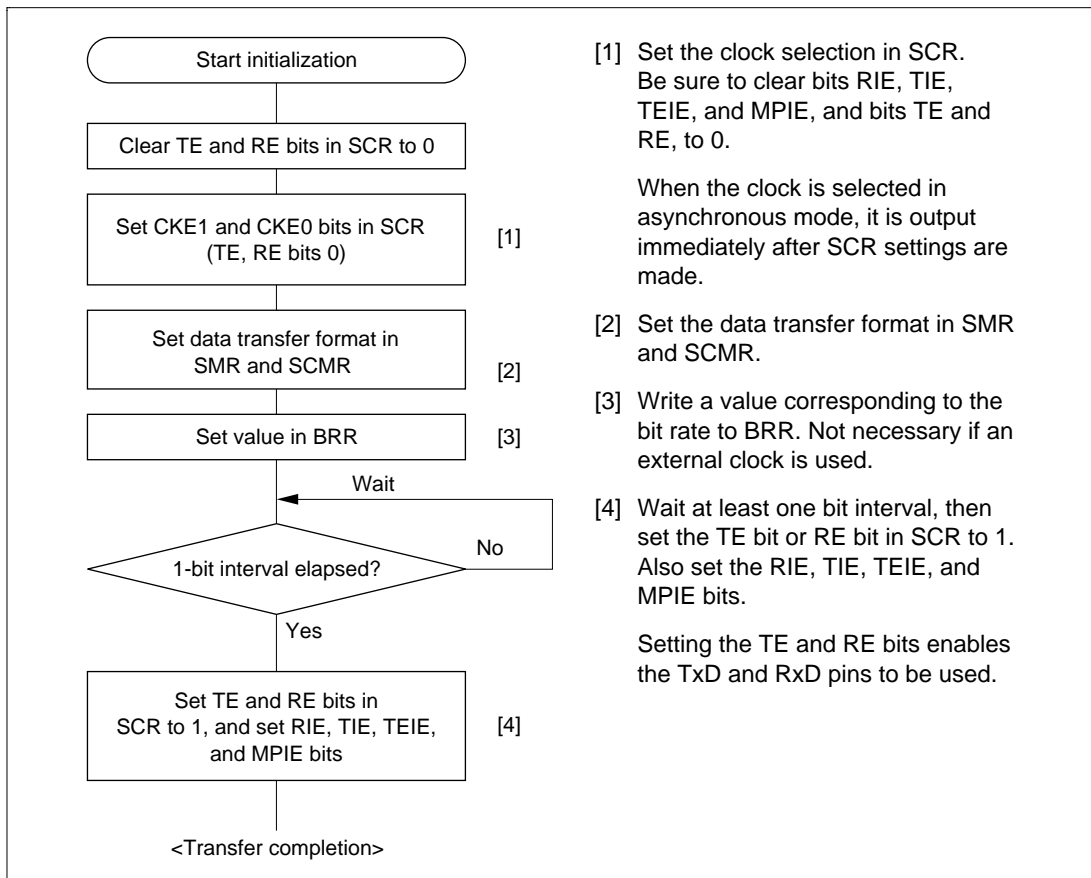 Start initialization
Clear TE and RE bits in SCR to 0
Set CKE1 and CKE0 bits in SCR
(TE, RE bits 0)
[1]
Set data transfer format in
SMR and SCMR
[2]
Set value in BRR
[3]
Wait
No
1-bit interval elapsed?
Yes
Set TE and RE bits in
SCR to 1, and set RIE, TIE, TEIE,
and MPIE bits
[4]
<Transfer completion>
[1] Set the clock selection in SCR.
Be sure to clear bits RIE, TIE,
TEIE, and MPIE, and bits TE and
RE, to 0.
When the clock is selected in
asynchronous mode, it is output
immediately after SCR settings are
made.
[2] Set the data transfer format in SMR
and SCMR.
[3] Write a value corresponding to the
bit rate to BRR. Not necessary if an
external clock is used.
[4] Wait at least one bit interval, then
set the TE bit or RE bit in SCR to 1.
Also set the RIE, TIE, TEIE, and
MPIE bits.
Setting the TE and RE bits enables
the TxD and RxD pins to be used.